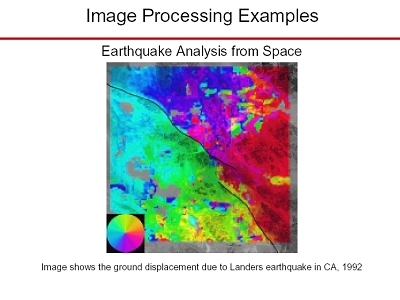 Image Processing Examples
Earthquake Analysis from Space
Image shows the ground displacement due to Landers earthquake in CA, 1992